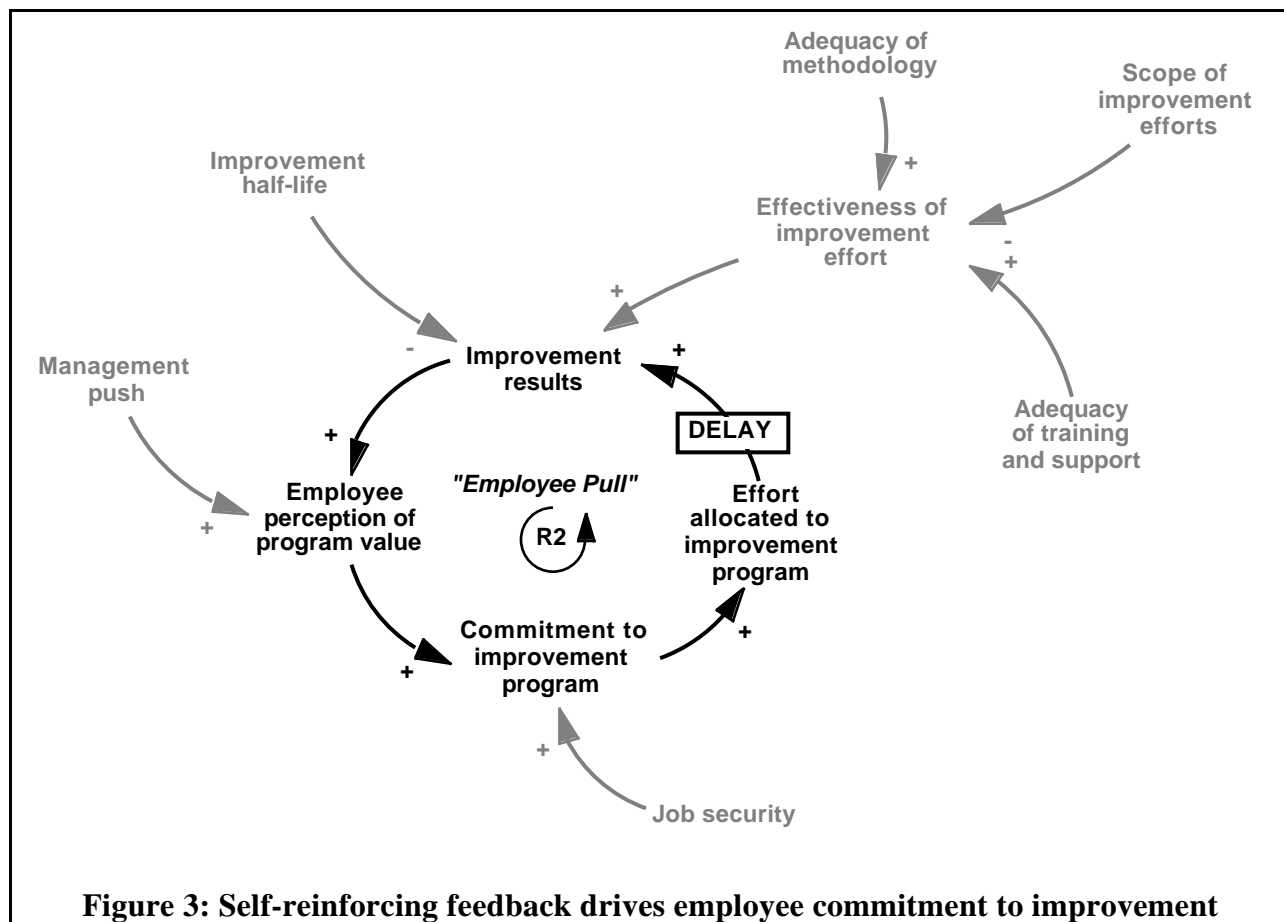 Adequacy of
methodology
Scope of
improvement
efforts
Improvement
half-life
+
Effectiveness of
improvement
effort
-
+
+
Management
push
-
Improvement
results
+
Adequacy
of training
and support
DELAY
+
"Employee Pull"
Employee
perception of
program value
Effort
allocated to
improvement
program
+
R2
Commitment to
improvement
program
+
+
+
Job security
Figure 3: Self-reinforcing feedback drives employee commitment to improvement